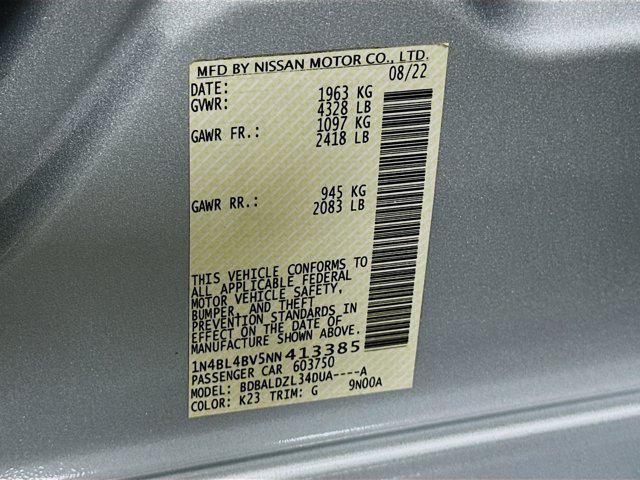 MFD BY NISSAN MOTOR CO., LTD.
DATE: 08/22
GVWR: 1963 KG
4328 LB
GAWR FR.: 1097 KG
2418 LB
GAWR RR.: 945 KG
2083 LB
THIS VEHICLE CONFORMS TO
ALL APPLICABLE FEDERAL
MOTOR VEHICLE SAFETY,
BUMPER, AND THEFT
PREVENTION STANDARDS IN
EFFECT ON THE DATE OF
MANUFACTURE SHOWN ABOVE.
1N4BL4BV5NN413385
PASSENGER CAR 603750
MODEL: BDBALDZL34DUA----A
COLOR: K23 TRIM: G 9N00A